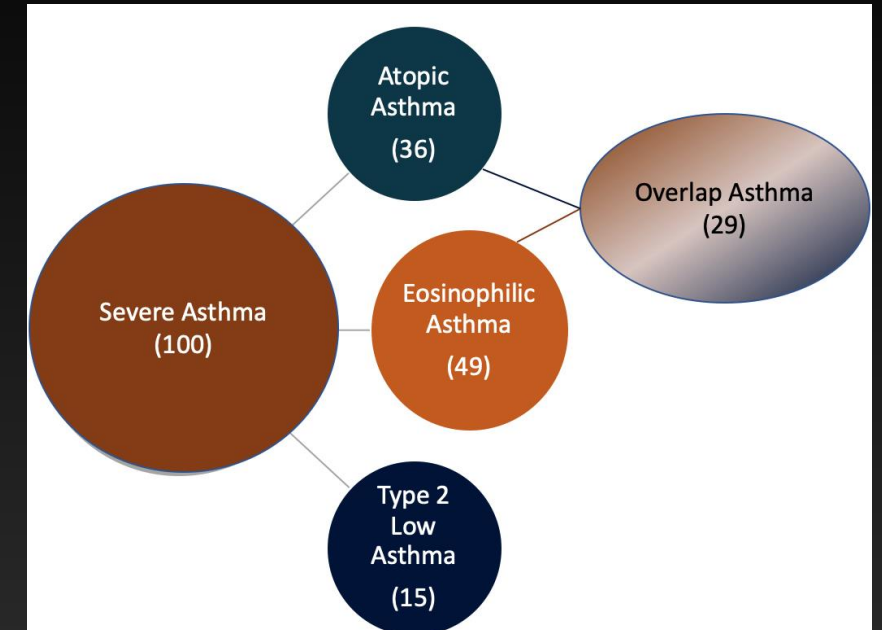 Atopic
Asthma
(36)
Overlap Asthma
(29)
Severe Asthma
(100)
Eosinophilic
Asthma
(49)
Type 2
Low
Asthma
(15)